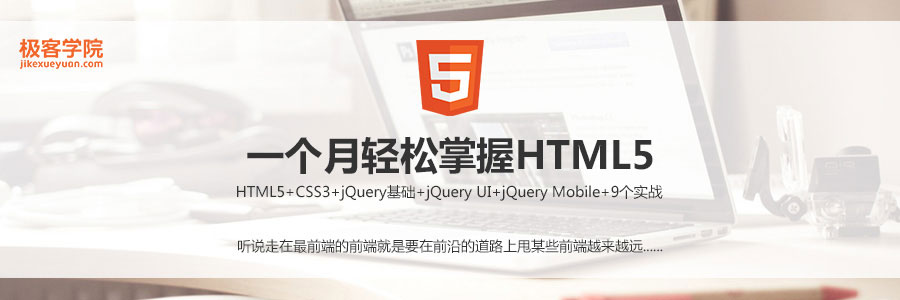 极客学院
jikexueyuan.com
5
一个月轻松掌握HTML5
HTML5+CSS3+jQuery基础+jQuery UI+jQuery Mobile+9个实战
听说走在最前端的前端就是要在前沿的道路上甩某些前端越来越远......